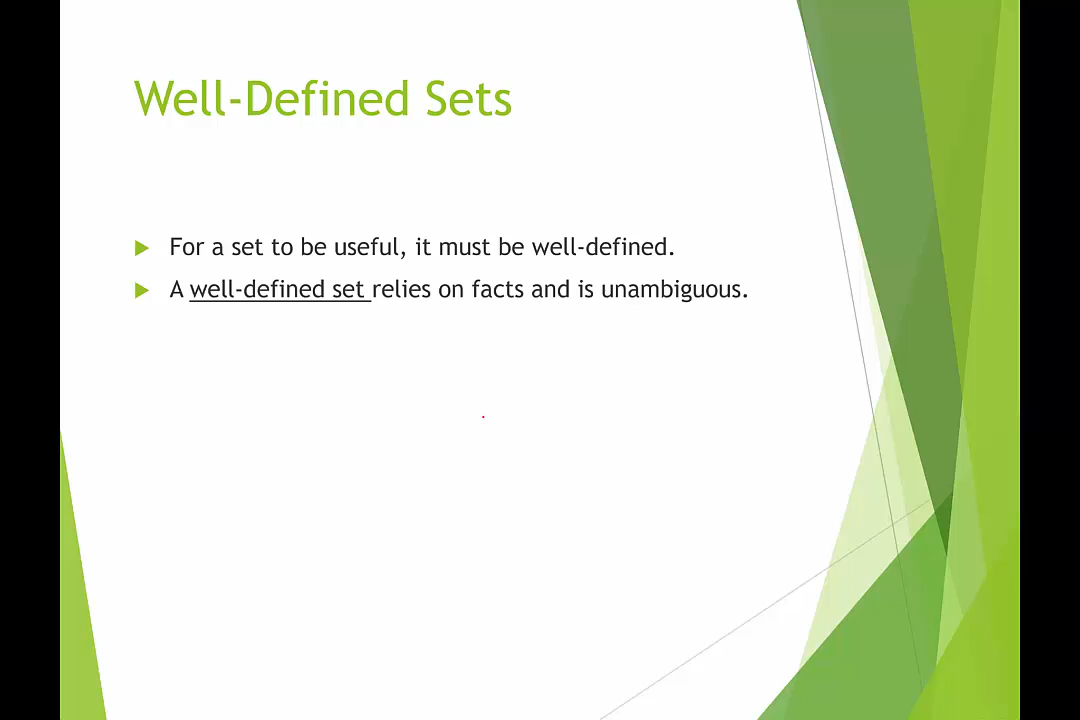 Well-Defined Sets
For a set to be useful, it must be well-defined.
A well-defined set relies on facts and is unambiguous.